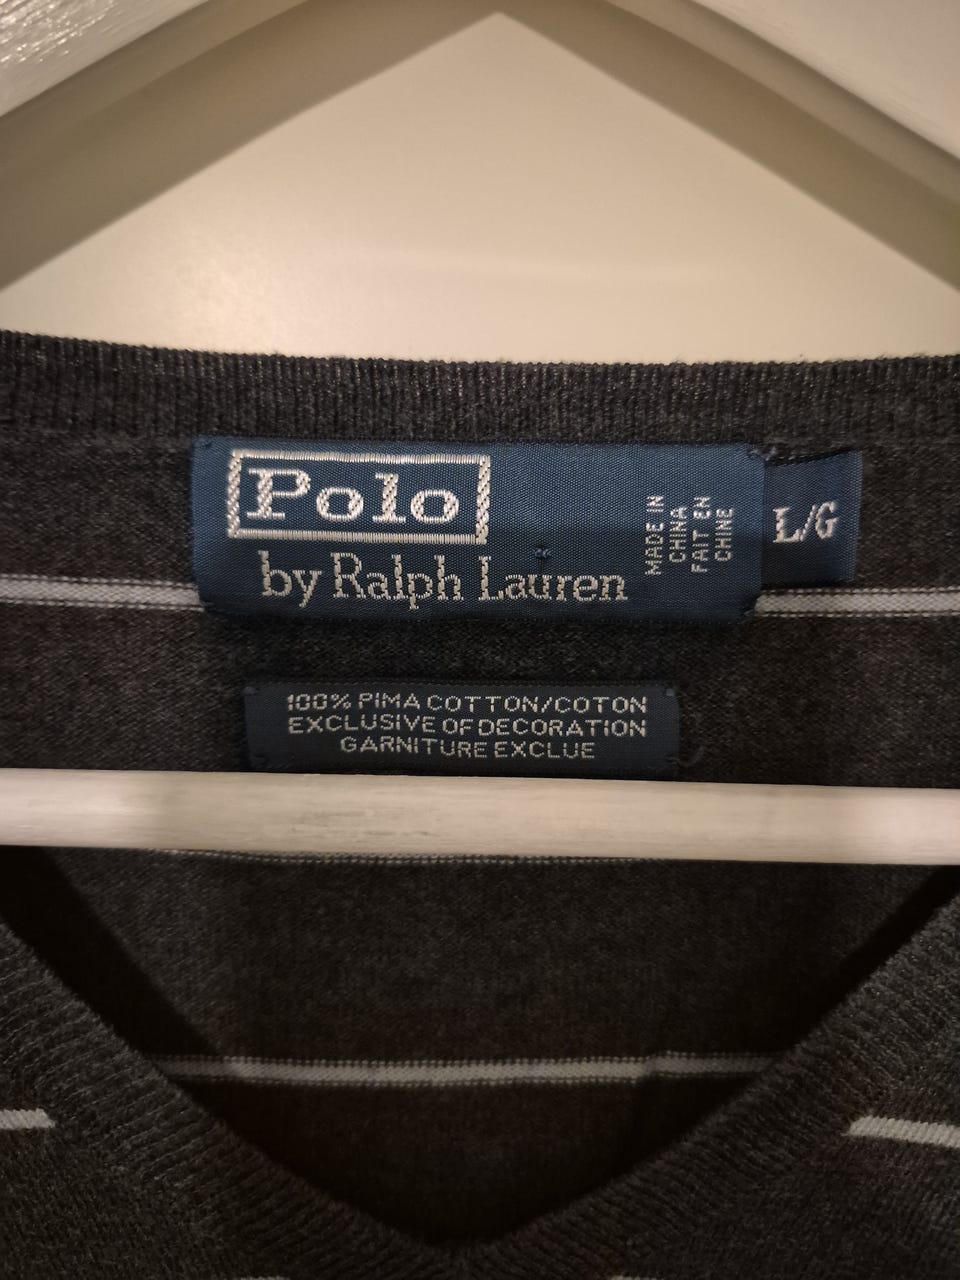 Polo
by Ralph Lauren
MADE IN
CHINA
FAIT EN
CHINE
L/G
100% PIMA COTTON/COTON
EXCLUSIVE OF DECORATION
GARNITURE EXCLUE